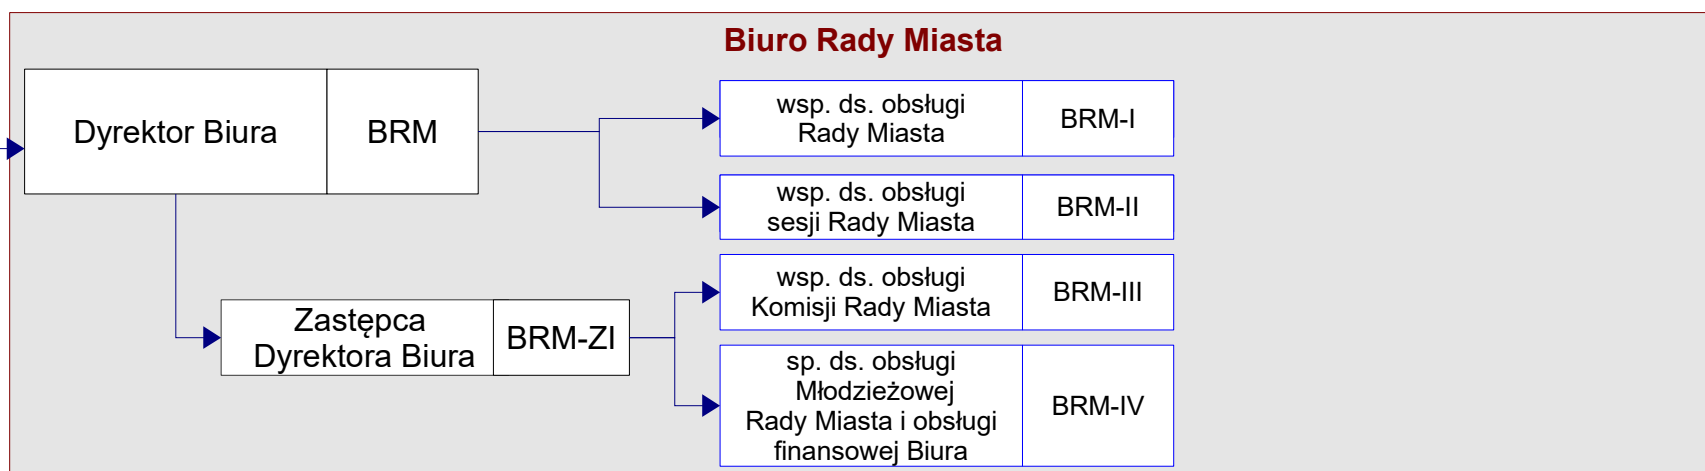 Biuro Rady Miasta
Dyrektor Biura
BRM
wsp. ds. obsługi
Rady Miasta
BRM-I
wsp. ds. obsługi
sesji Rady Miasta
BRM-II
Zastępca
Dyrektora Biura
BRM-ZI
wsp. ds. obsługi
Komisji Rady Miasta
BRM-III
sp. ds. obsługi
Młodzieżowej
Rady Miasta i obsługi
finansowej Biura
BRM-IV